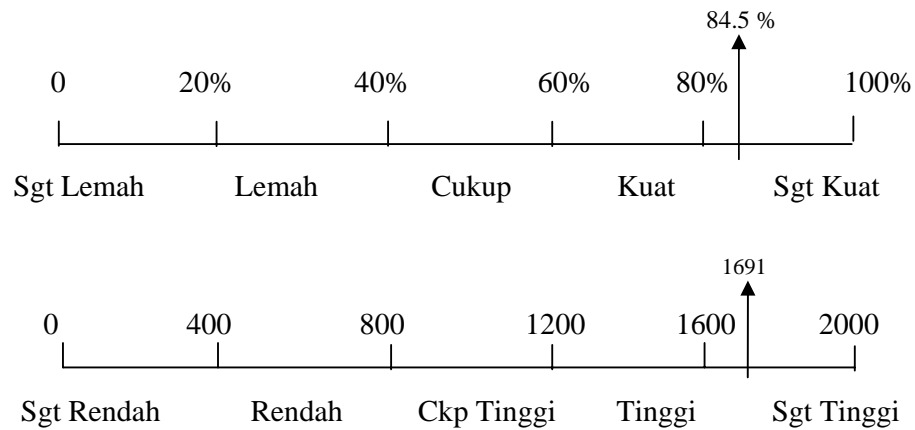 84.5 %
0 20% 40% 60% 80% 100%
Sgt Lemah Lemah Cukup Kuat Sgt Kuat
1691
0 400 800 1200 1600 2000
Sgt Rendah Rendah Ckp Tinggi Tinggi Sgt Tinggi